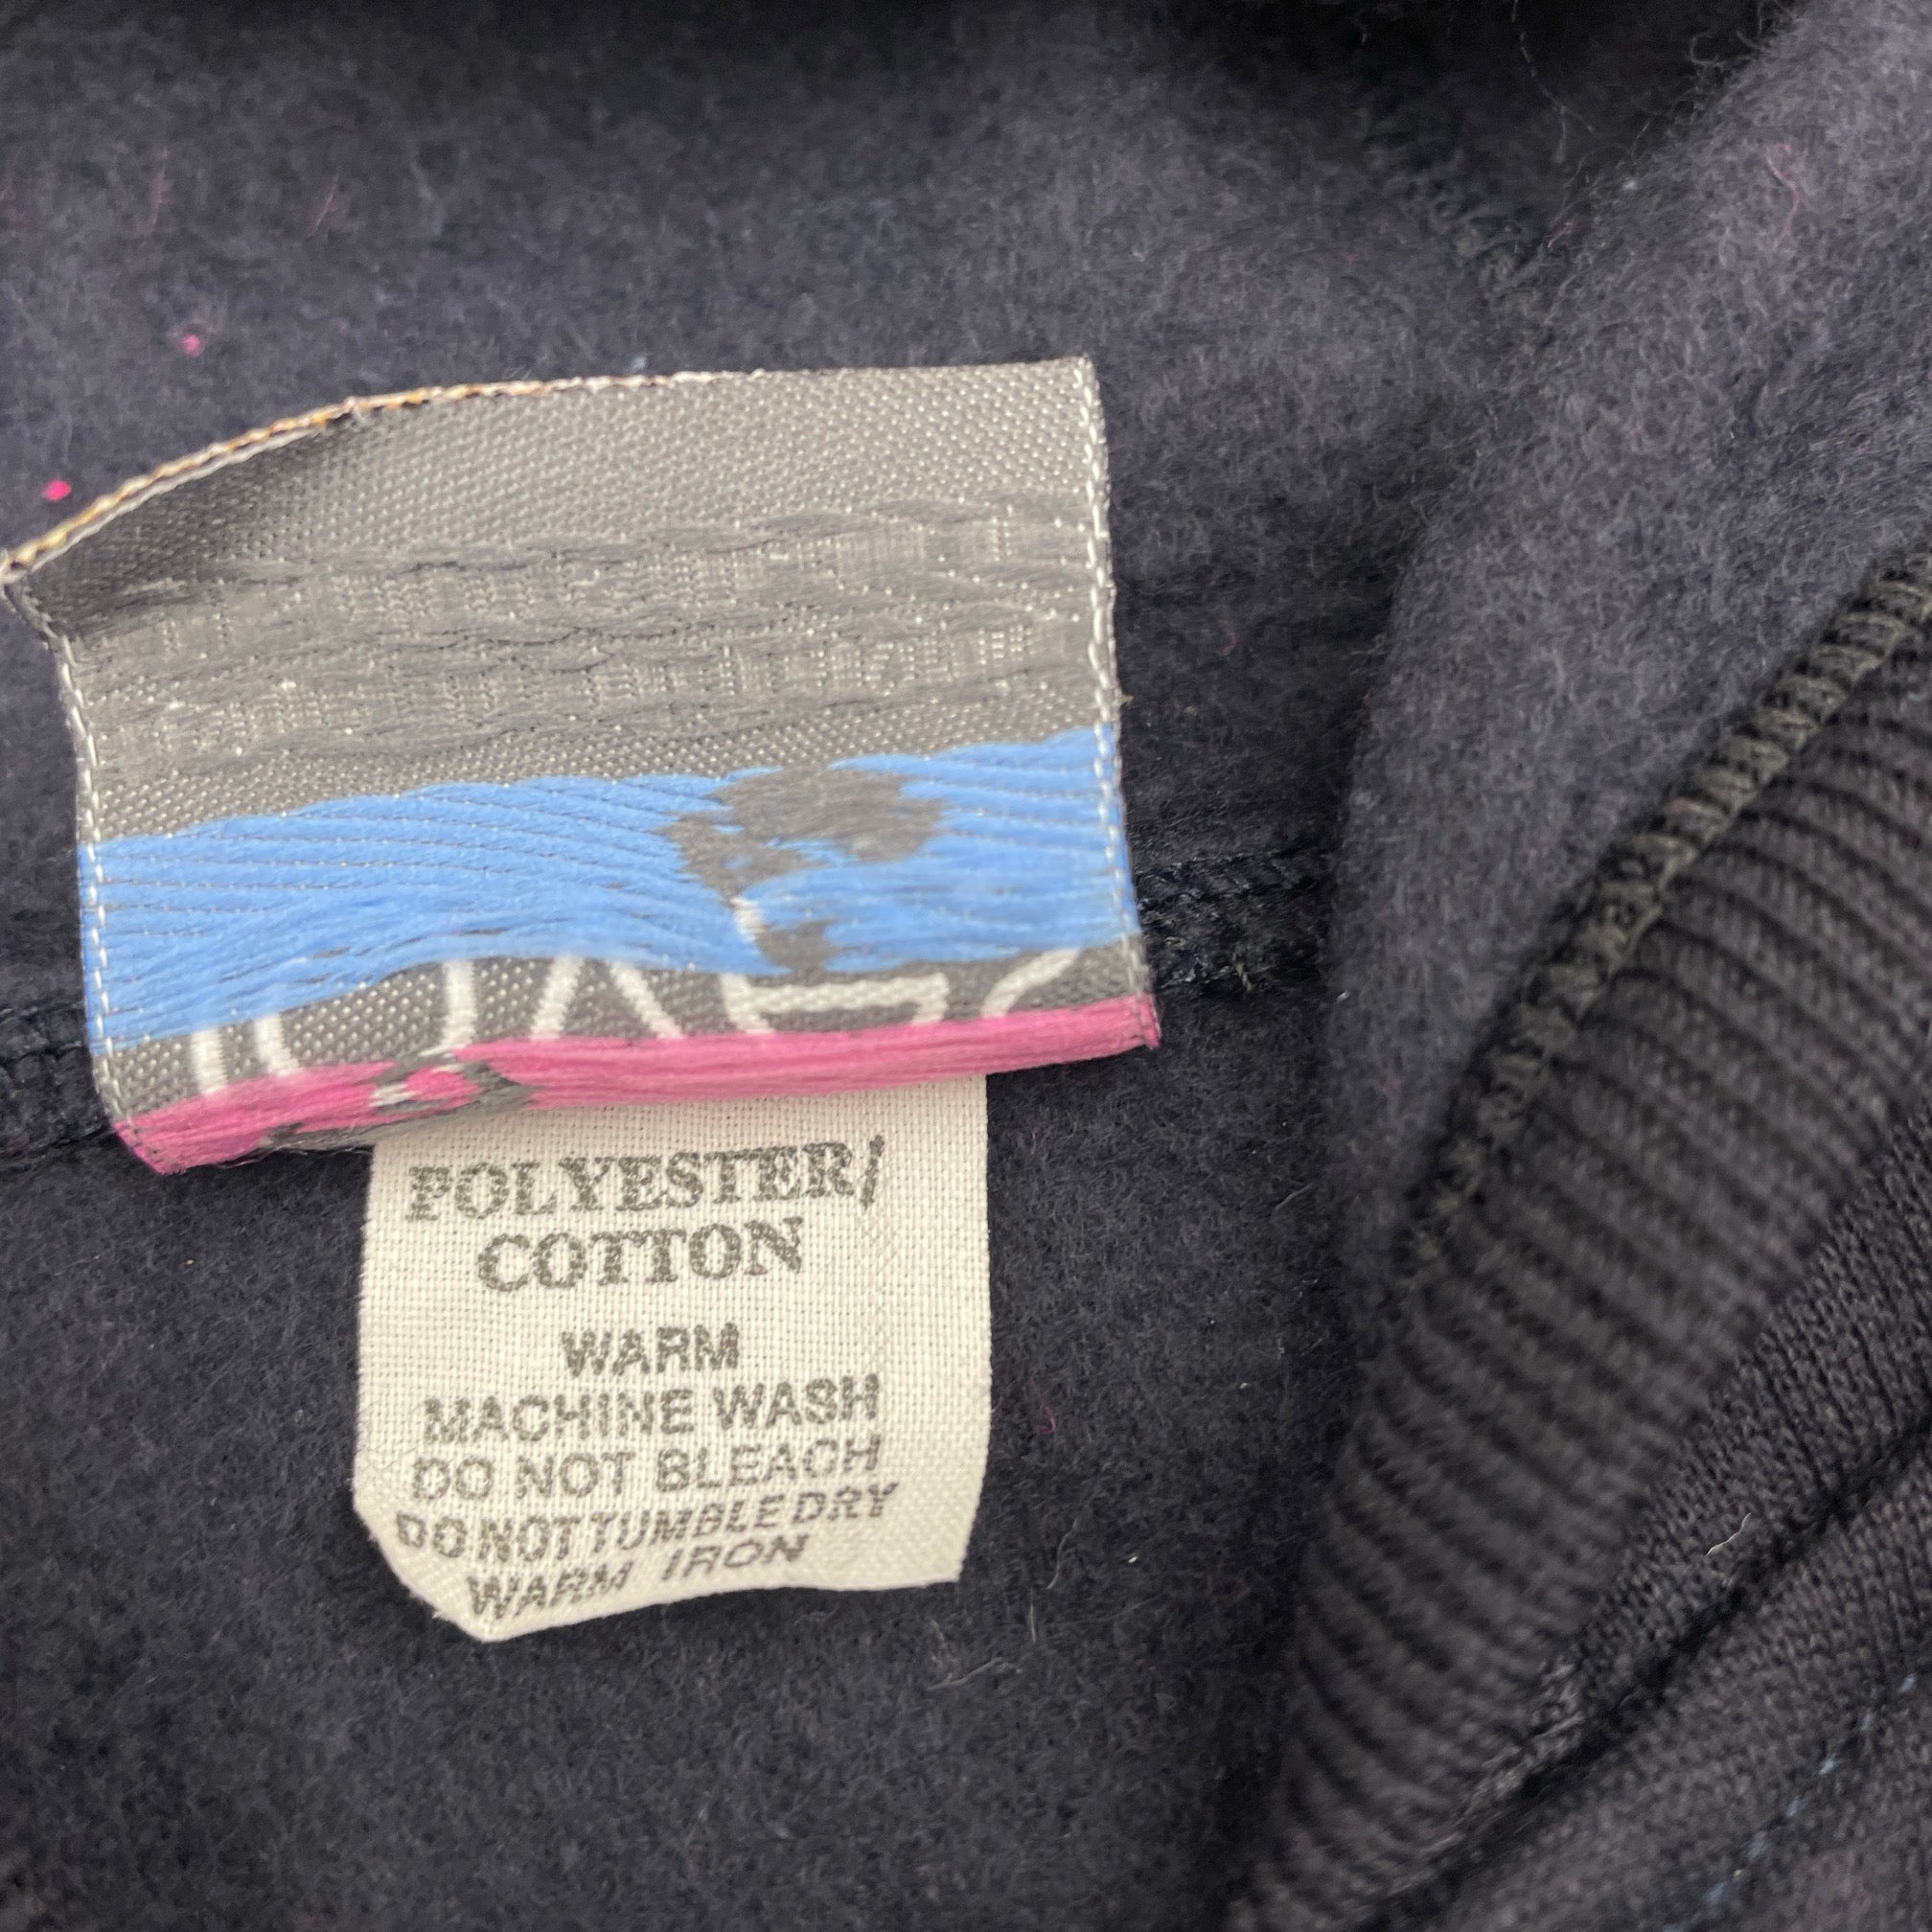 POLYESTER/
COTTON
WARM
MACHINE WASH
DO NOT BLEACH
DO NOT TUMBLE DRY
WARM IRON